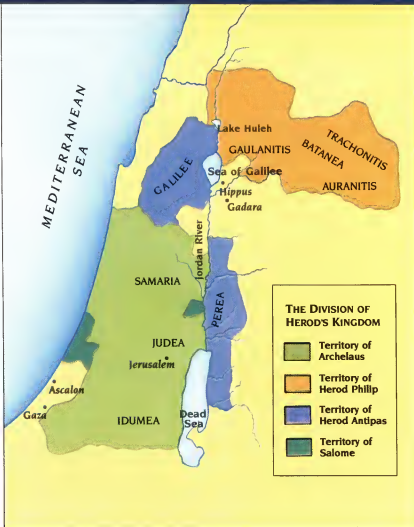 MEDITERRANEAN
SEA
Lake Huleh
GAULANITIS
TRACHONITIS
BATANEA
AURANITIS
GALILEE
Sea of Galilee
Hippus
Gadara
Jordan River
SAMARIA
PEREA
JUDEA
Jerusalem
Ascalon
Gaza
IDUMEA
Dead
Sea
THE DIVISION OF
HEROD'S KINGDOM
Territory of
Archelaus
Territory of
Herod Philip
Territory of
Herod Antipas
Territory of
Salome